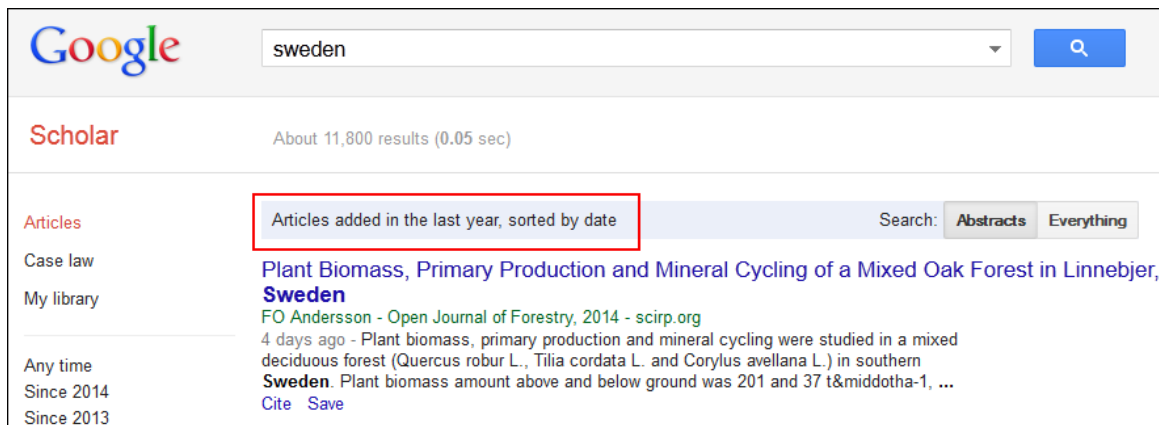 Google
sweden
Scholar
About 11,800 results (0.05 sec)
Articles
Case law
My library
Any time
Since 2014
Since 2013
Articles added in the last year, sorted by date
Search: Abstracts Everything
Plant Biomass, Primary Production and Mineral Cycling of a Mixed Oak Forest in Linnebjer,
Sweden
FO Andersson - Open Journal of Forestry, 2014 - scirp.org
4 days ago - Plant biomass, primary production and mineral cycling were studied in a mixed
deciduous forest (Quercus robur L., Tilia cordata L. and Corylus avellana L.) in southern
Sweden. Plant biomass amount above and below ground was 201 and 37 t&middotha-1, ...
Cite Save